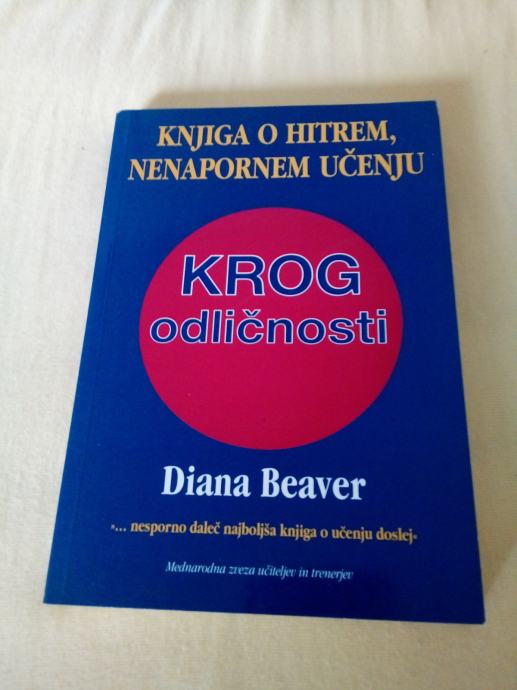 KNJIGA O HITREM,
NENAPORNEM UČENJU
KROG
odličnosti
Diana Beaver
»... nesporno daleč najboljša knjiga o učenju doslej«
Mednarodna zveza učiteljev in trenerjev